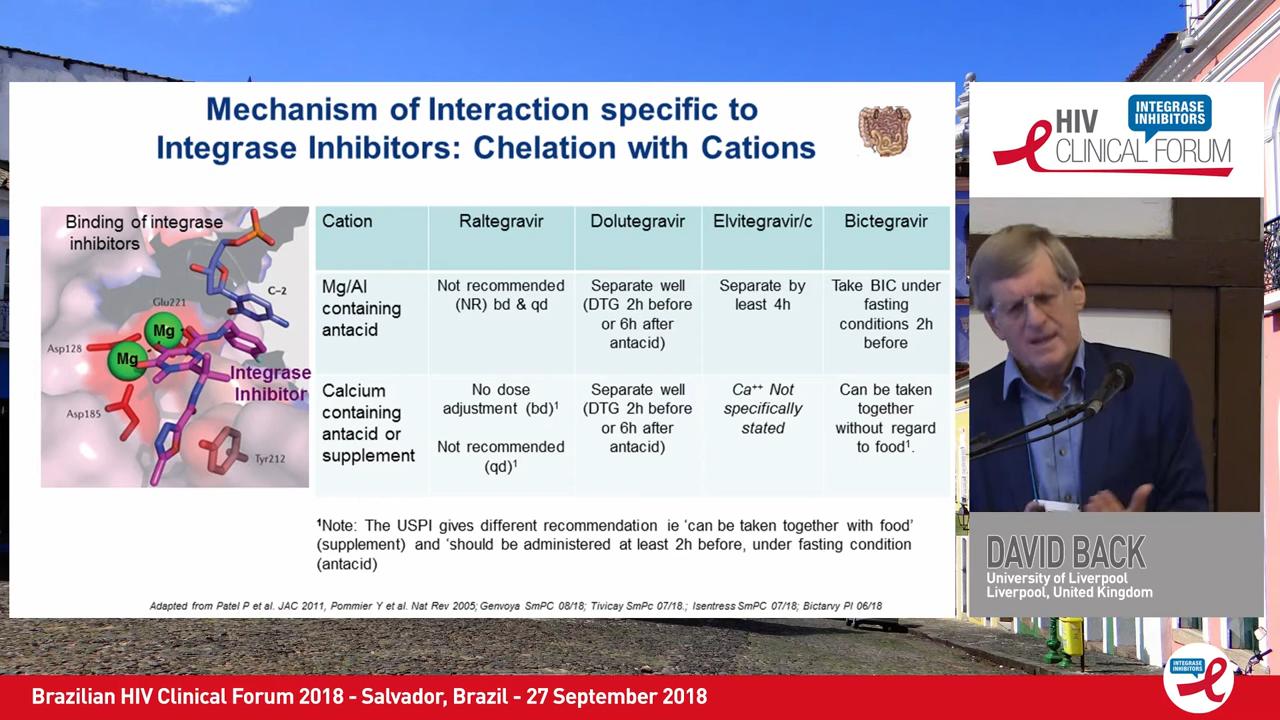 Mechanism of Interaction specific to
Integrase Inhibitors: Chelation with Cations
Binding of integrase
inhibitors
C-2
Glu221
Mg
Asp128
Mg
Integrase
Inhibitor
Asp185
Tyr212
Cation
Raltegravir
Dolutegravir
Elvitegravir/c
Bictegravir
Mg/Al
containing
antacid
Not recommended
(NR) bd & qd
Separate well
(DTG 2h before
or 6h after
antacid)
Separate by
least 4h
Take BIC under
fasting
conditions 2h
before
Calcium
containing
antacid or
supplement
No dose
adjustment (bd)¹
Not recommended
(qd)¹
Separate well
(DTG 2h before
or 6h after
antacid)
Ca⁺⁺ Not
specifically
stated
Can be taken
together
without regard
to food¹.
¹Note: The USPI gives different recommendation ie 'can be taken together with food'
(supplement) and 'should be administered at least 2h before, under fasting condition
(antacid)
Adapted from Patel P et al. JAC 2011, Pommier Y et al. Nat Rev 2005; Genvoya SmPC 08/18; Tivicay SmPc 07/18.; Isentress SmPC 07/18; Bictarvy PI 06/18
INTEGRASE
INHIBITORS
HIV
CLINICAL FORUM
DAVID BACK
University of Liverpool
Liverpool, United Kingdom
INTEGRASE
INHIBITORS
Brazilian HIV Clinical Forum 2018 - Salvador, Brazil - 27 September 2018